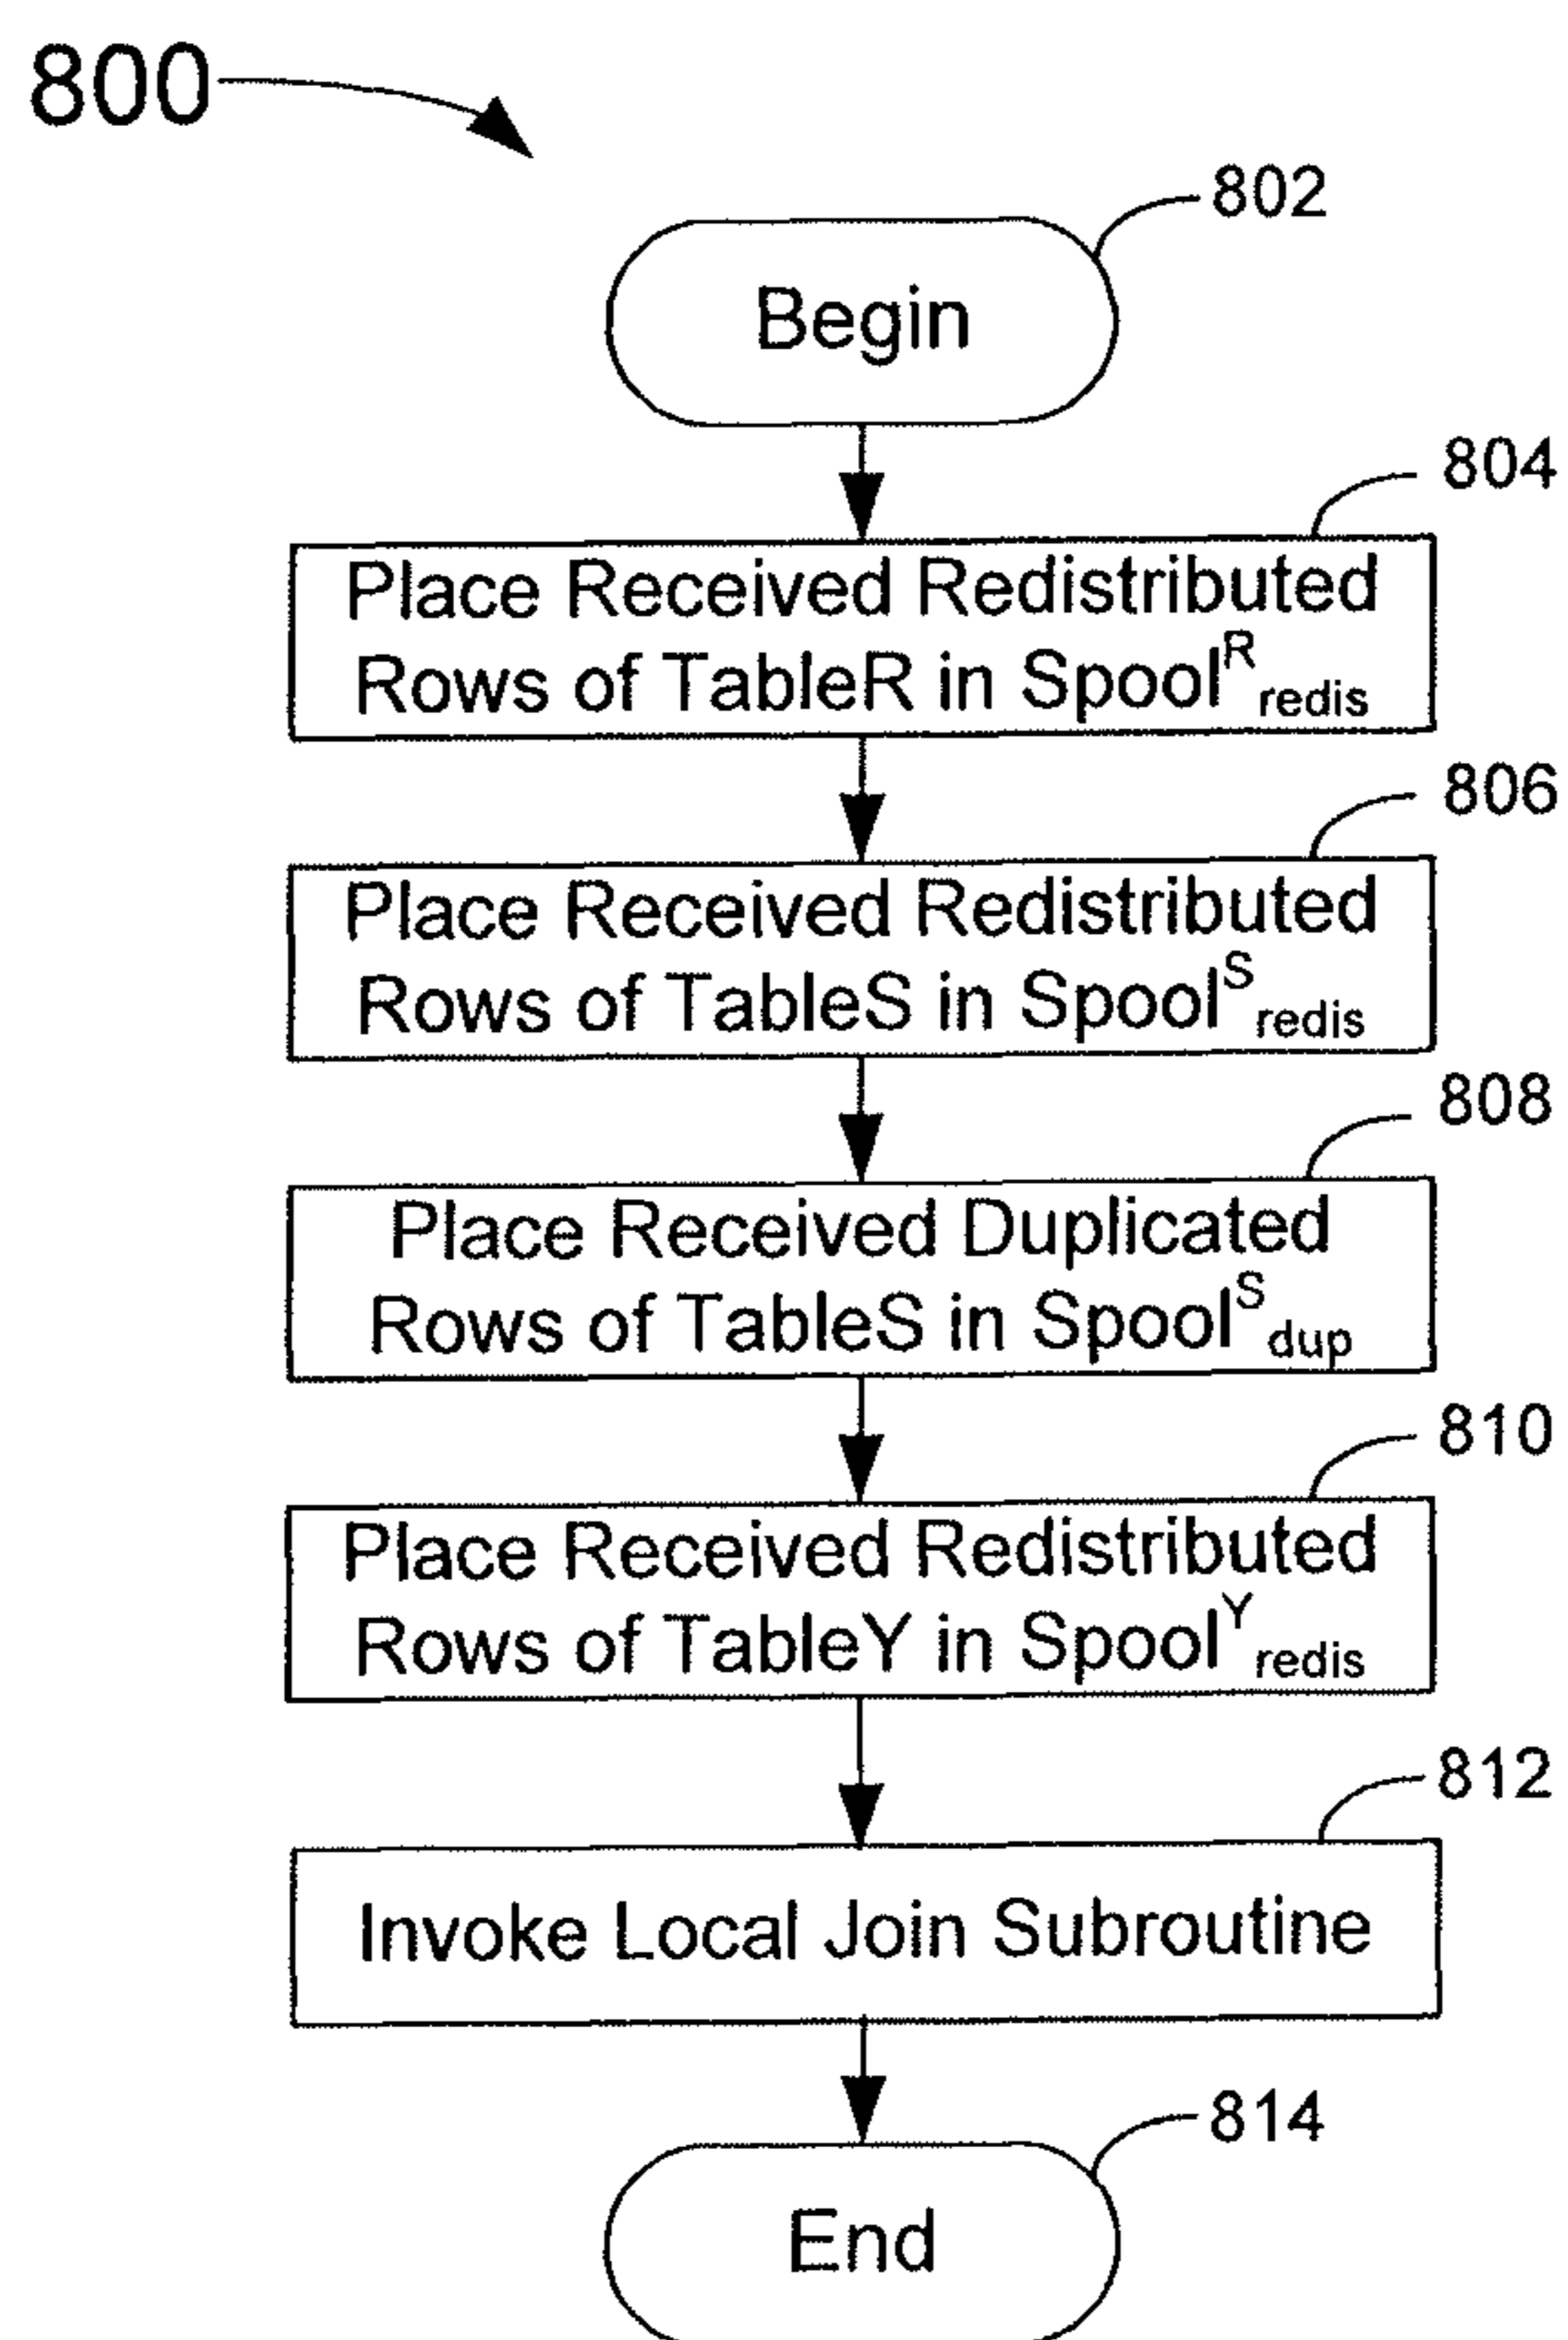 800
802
Begin
804
Place Received Redistributed
Rows of TableR in Spool^R_redis
806
Place Received Redistributed
Rows of TableS in Spool^S_redis
808
Place Received Duplicated
Rows of TableS in Spool^S_dup
810
Place Received Redistributed
Rows of TableY in Spool^Y_redis
812
Invoke Local Join Subroutine
814
End